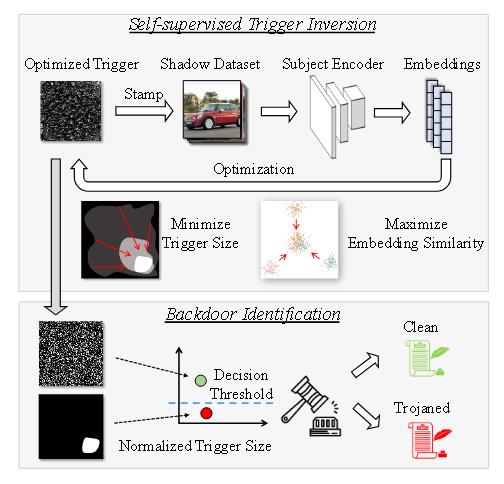 Self-supervised Trigger Inversion
Optimized Trigger
Shadow Dataset
Subject Encoder
Embeddings
Stamp
Optimization
Minimize
Trigger Size
Maximize
Embedding Similarity
Backdoor Identification
Decision
Threshold
Normalized Trigger Size
Clean
Trojaned